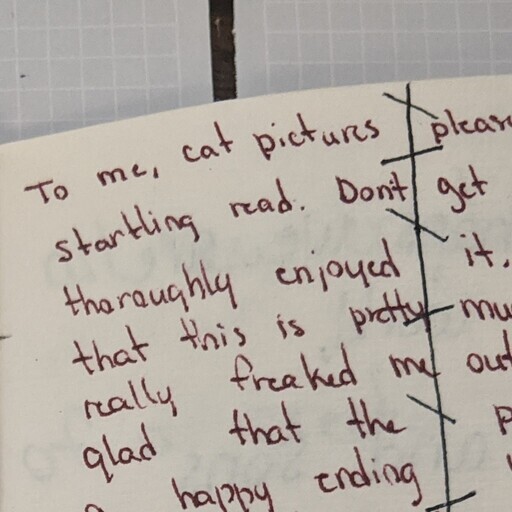 To me, cat pictures please
startling read. Don't get
thoroughly enjoyed it.
that this is pretty mu
really freaked me out
glad that the p
a happy ending